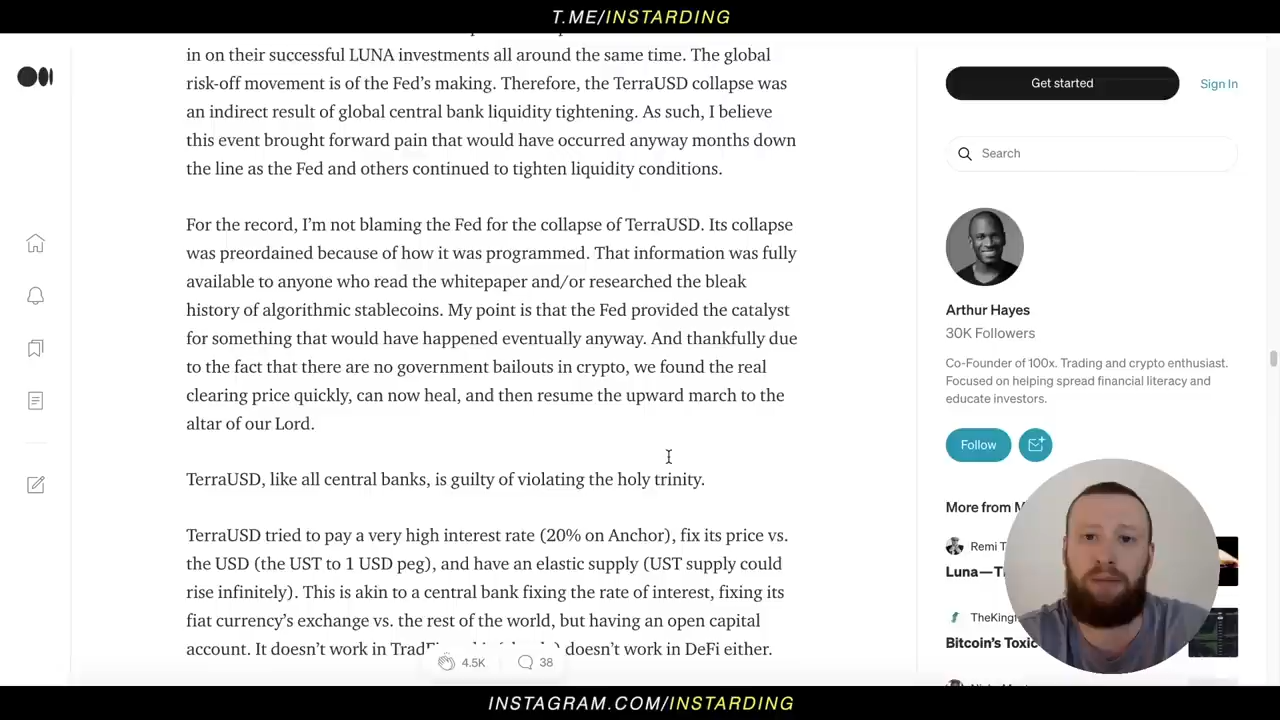 T.ME/INSTARDING
in on their successful LUNA investments all around the same time. The global
risk-off movement is of the Fed’s making. Therefore, the TerraUSD collapse was
an indirect result of global central bank liquidity tightening. As such, I believe
this event brought forward pain that would have occurred anyway months down
the line as the Fed and others continued to tighten liquidity conditions.
For the record, I’m not blaming the Fed for the collapse of TerraUSD. Its collapse
was preordained because of how it was programmed. That information was fully
available to anyone who read the whitepaper and/or researched the bleak
history of algorithmic stablecoins. My point is that the Fed provided the catalyst
for something that would have happened eventually anyway. And thankfully due
to the fact that there are no government bailouts in crypto, we found the real
clearing price quickly, can now heal, and then resume the upward march to the
altar of our Lord.
TerraUSD, like all central banks, is guilty of violating the holy trinity.
TerraUSD tried to pay a very high interest rate (20% on Anchor), fix its price vs.
the USD (the UST to 1 USD peg), and have an elastic supply (UST supply could
rise infinitely). This is akin to a central bank fixing the rate of interest, fixing its
fiat currency’s exchange vs. the rest of the world, but having an open capital
account. It doesn’t work in doesn’t work in DeFi either.
4.5K 38
Get started Sign In
Search
Arthur Hayes
30K Followers
Co-Founder of 100x. Trading and crypto enthusiast.
Focused on helping spread financial literacy and
educate investors.
Follow
More from
Remi
Luna—
Bitcoin’s Toxic
INSTAGRAM.COM/INSTARDING